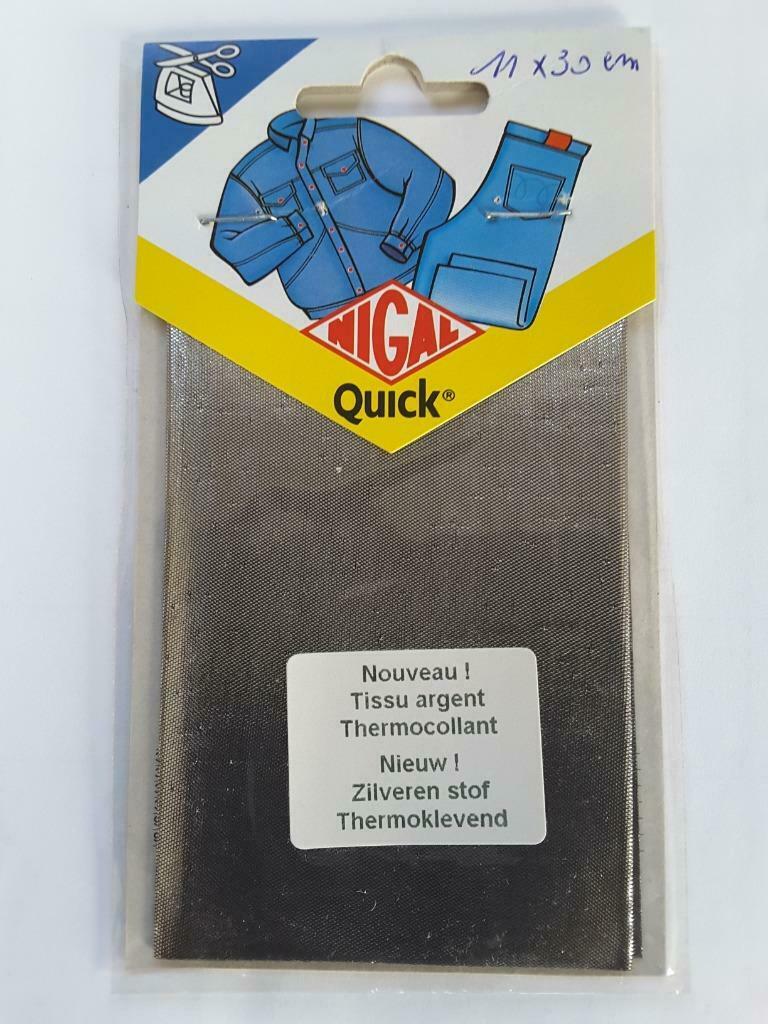 11 x 30 cm
NIGAL
Quick®
Nouveau !
Tissu argent
Thermocollant
Nieuw !
Zilveren stof
Thermoklevend